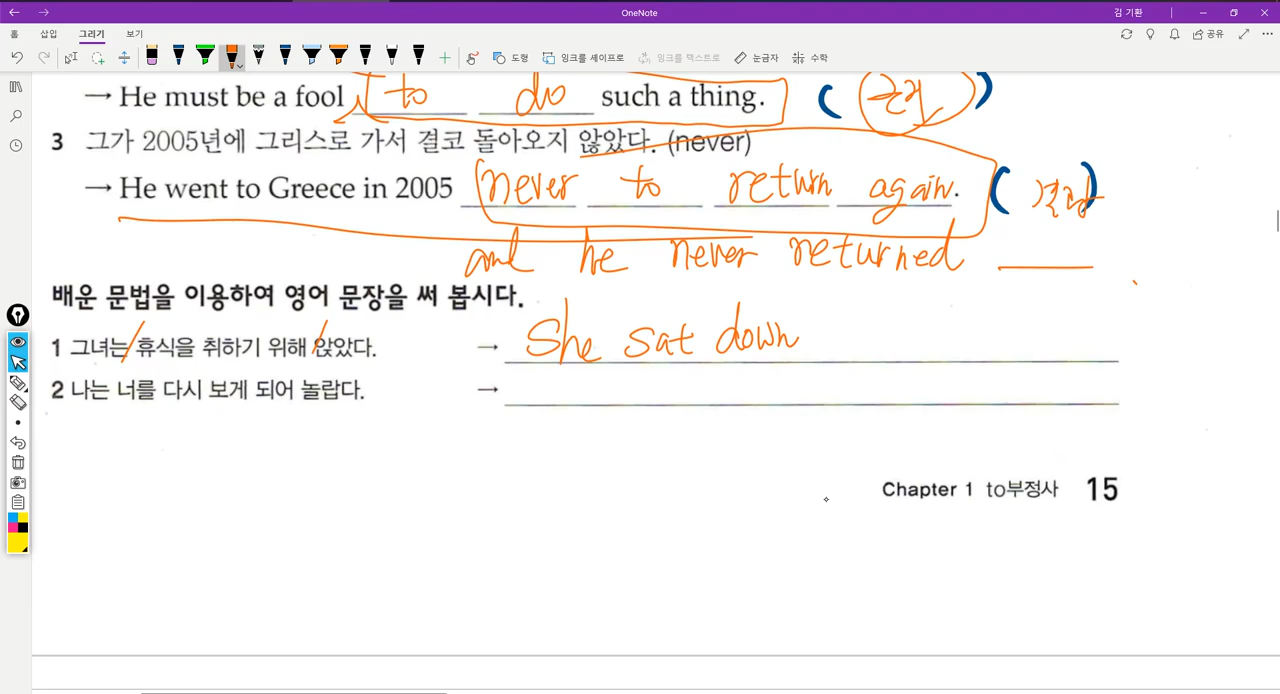 OneNote
김 기환
홈 삽입 그리기 보기
공유
도형 잉크를 셰이프로 잉크를 텍스트로 눈금자 수학
→ He must be a fool to do such a thing. (근거)
3 그가 2005년에 그리스로 가서 결코 돌아오지 않았다. (never)
→ He went to Greece in 2005 never to return again. (결과)
and he never returned
배운 문법을 이용하여 영어 문장을 써 봅시다.
1 그녀는 휴식을 취하기 위해 앉았다. → She sat down
2 나는 너를 다시 보게 되어 놀랍다. →
Chapter 1 to부정사 15